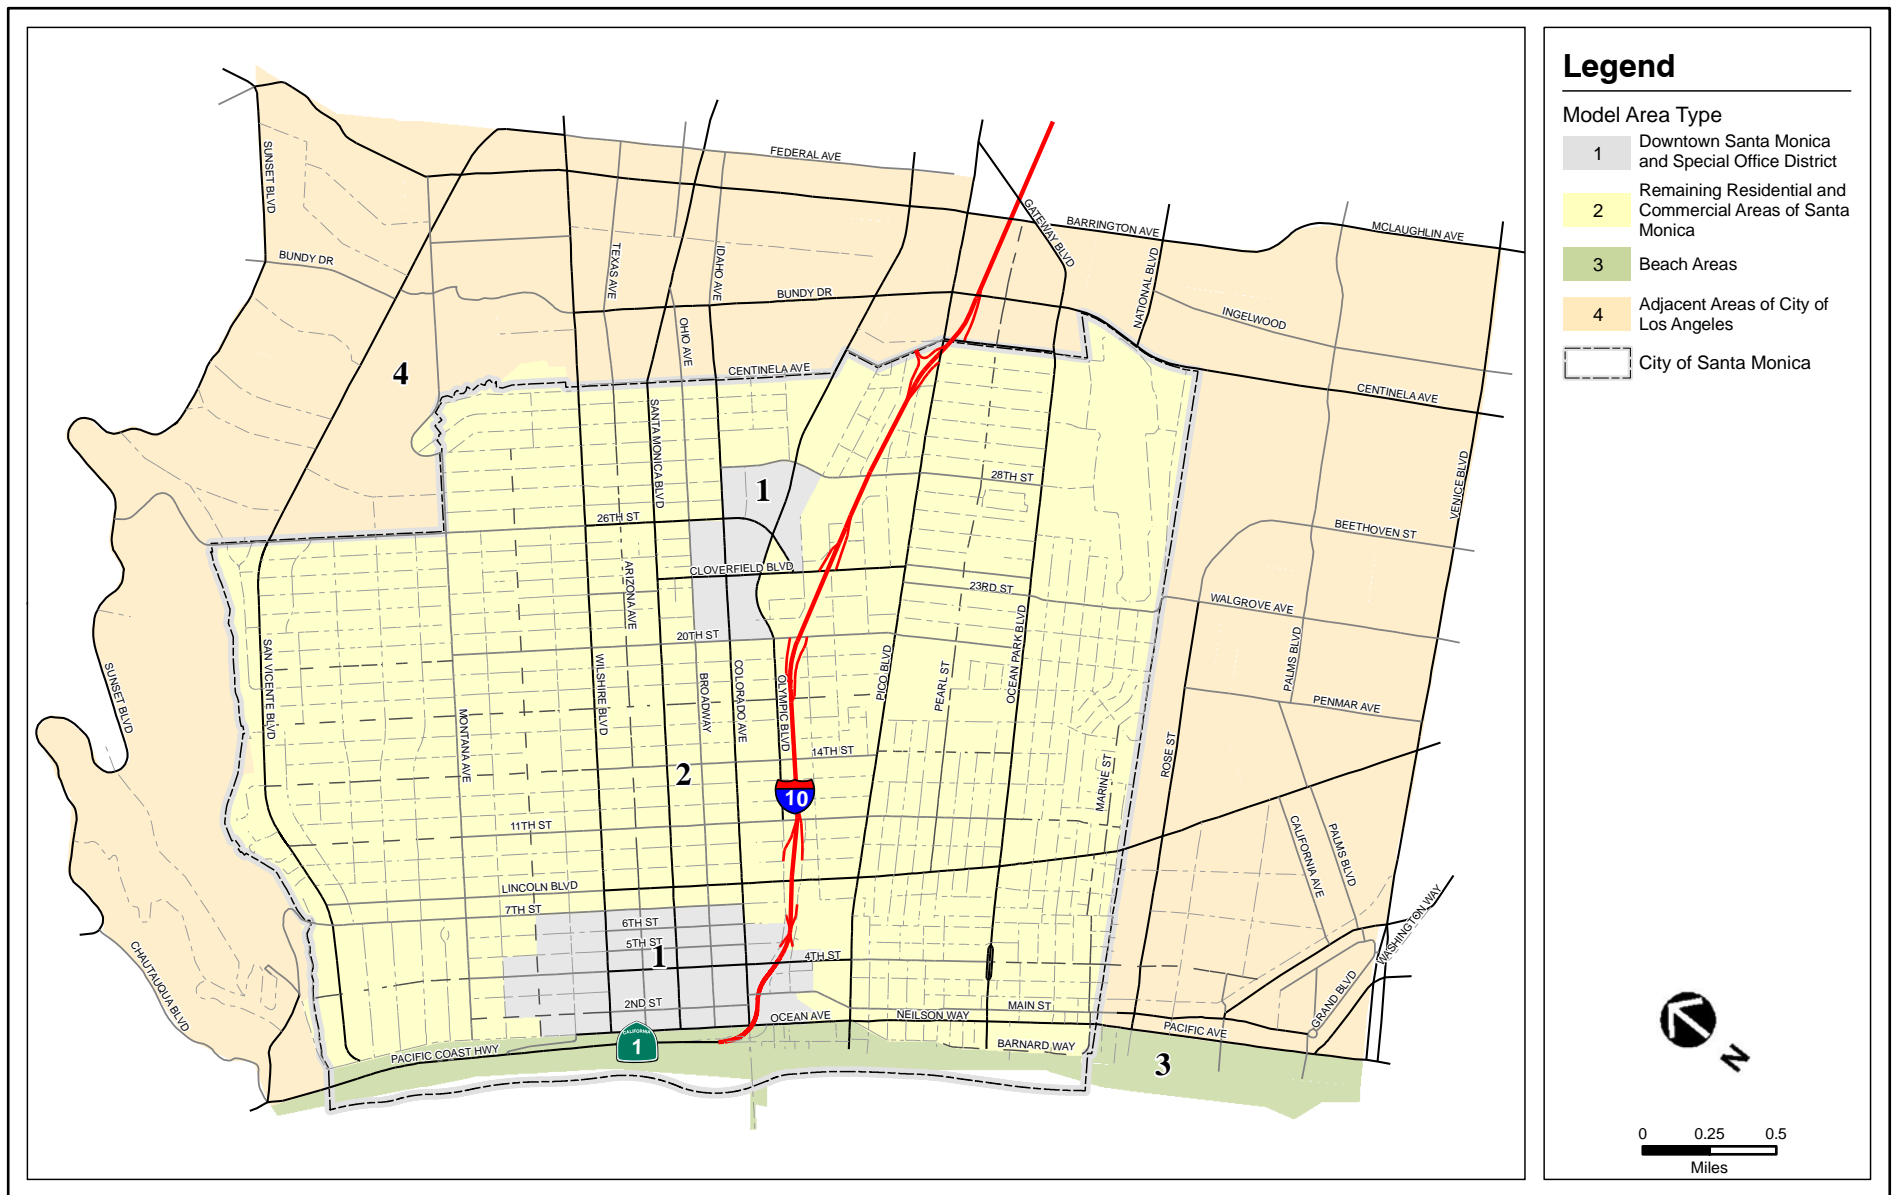 FEDERAL AVE
SUNSET BLVD
GATEWAY BLVD
BARRINGTON AVE
MCLAUGHLIN AVE
BUNDY DR
TEXAS AVE
IDAHO AVE
NATIONAL BLVD
BUNDY DR
INGELWOOD
OHIO AVE
4
CENTINELA AVE
CENTINELA AVE
SANTA MONICA BLVD
1
28TH ST
VENICE BLVD
26TH ST
BEETHOVEN ST
CLOVERFIELD BLVD
ARIZONA AVE
23RD ST
WALGROVE AVE
20TH ST
OCEAN PARK BLVD
PALMS BLVD
SUNSET BLVD
SAN VICENTE BLVD
WILSHIRE BLVD
BROADWAY
COLORADO AVE
OLYMPIC BLVD
PICO BLVD
PEARL ST
PENMAR AVE
MONTANA AVE
14TH ST
ROSE ST
2
MARINE ST
10
11TH ST
CALIFORNIA AVE
PALMS BLVD
LINCOLN BLVD
7TH ST
6TH ST
5TH ST
1
4TH ST
WASHINGTON WAY
CHAUTAUQUA BLVD
2ND ST
MAIN ST
GRAND BLVD
OCEAN AVE
NEILSON WAY
PACIFIC AVE
CALIFORNIA
1
PACIFIC COAST HWY
BARNARD WAY
3
Legend
Model Area Type
1
Downtown Santa Monica
and Special Office District
2
Remaining Residential and
Commercial Areas of Santa
Monica
3
Beach Areas
4
Adjacent Areas of City of
Los Angeles
City of Santa Monica
N
0 0.25 0.5
Miles